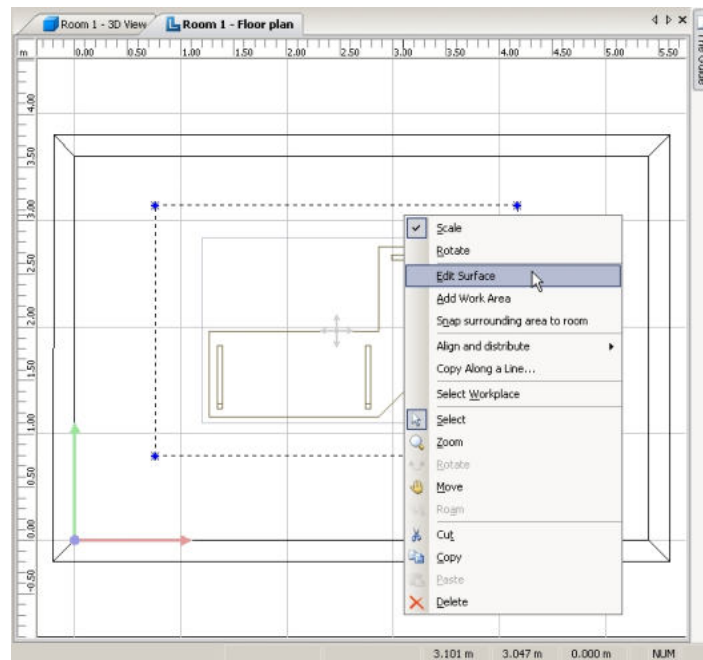 Room 1 - 3D View
Room 1 - Floor plan
The Guide
m
0.00 0.50 1.00 1.50 2.00 2.50 3.00 3.50 4.00 4.50 5.00 5.50
4.00
3.50
3.00
2.50
2.00
1.50
1.00
0.50
0.00
-0.50
Scale
Rotate
Edit Surface
Add Work Area
Snap surrounding area to room
Align and distribute
Copy Along a Line...
Select Workplace
Select
Zoom
Rotate
Move
Roam
Cut
Copy
Paste
Delete
3.101 m 3.047 m 0.000 m NUM